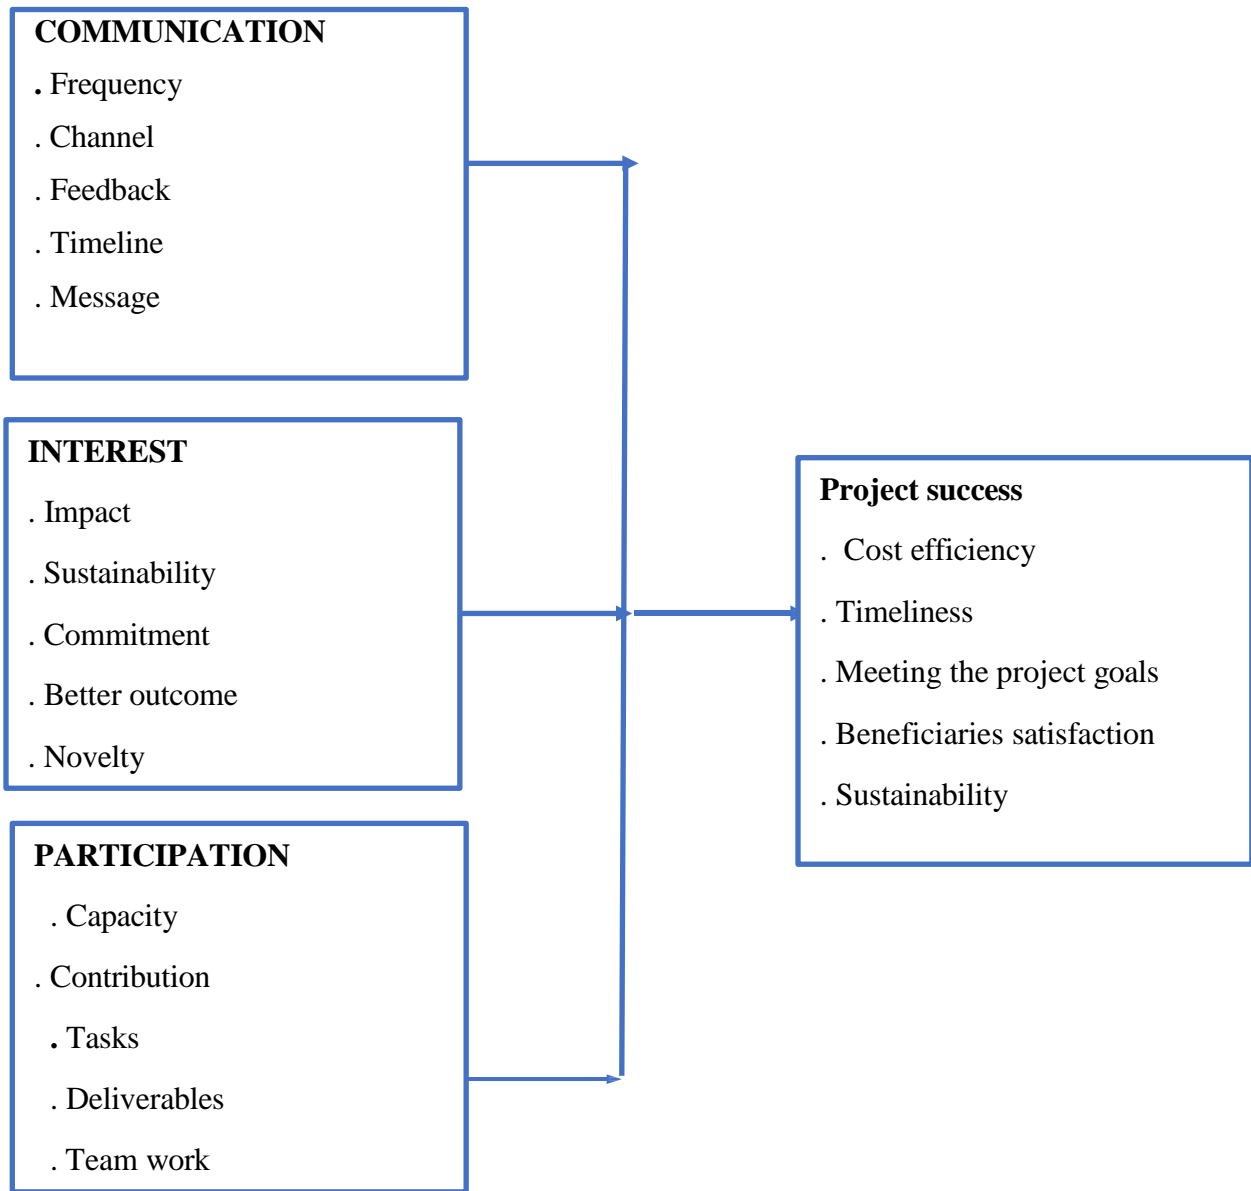 COMMUNICATION
. Frequency
. Channel
. Feedback
. Timeline
. Message
INTEREST
. Impact
. Sustainability
. Commitment
. Better outcome
. Novelty
PARTICIPATION
. Capacity
. Contribution
. Tasks
. Deliverables
. Team work
Project success
. Cost efficiency
. Timeliness
. Meeting the project goals
. Beneficiaries satisfaction
. Sustainability